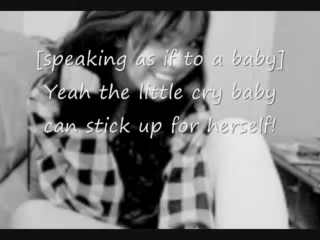 [speaking as if to a baby]
Yeah the little cry baby
can stick up for herself!